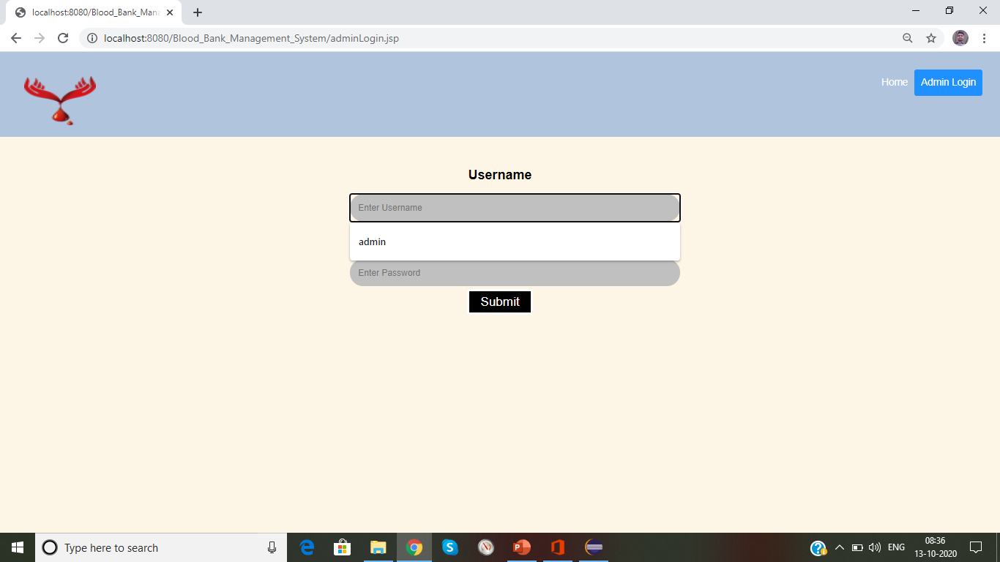 localhost:8080/Blood_Bank_Mana
localhost:8080/Blood_Bank_Management_System/adminLogin.jsp
Home Admin Login
Username
Enter Username
admin
Enter Password
Submit
Type here to search
ENG
08:36
13-10-2020